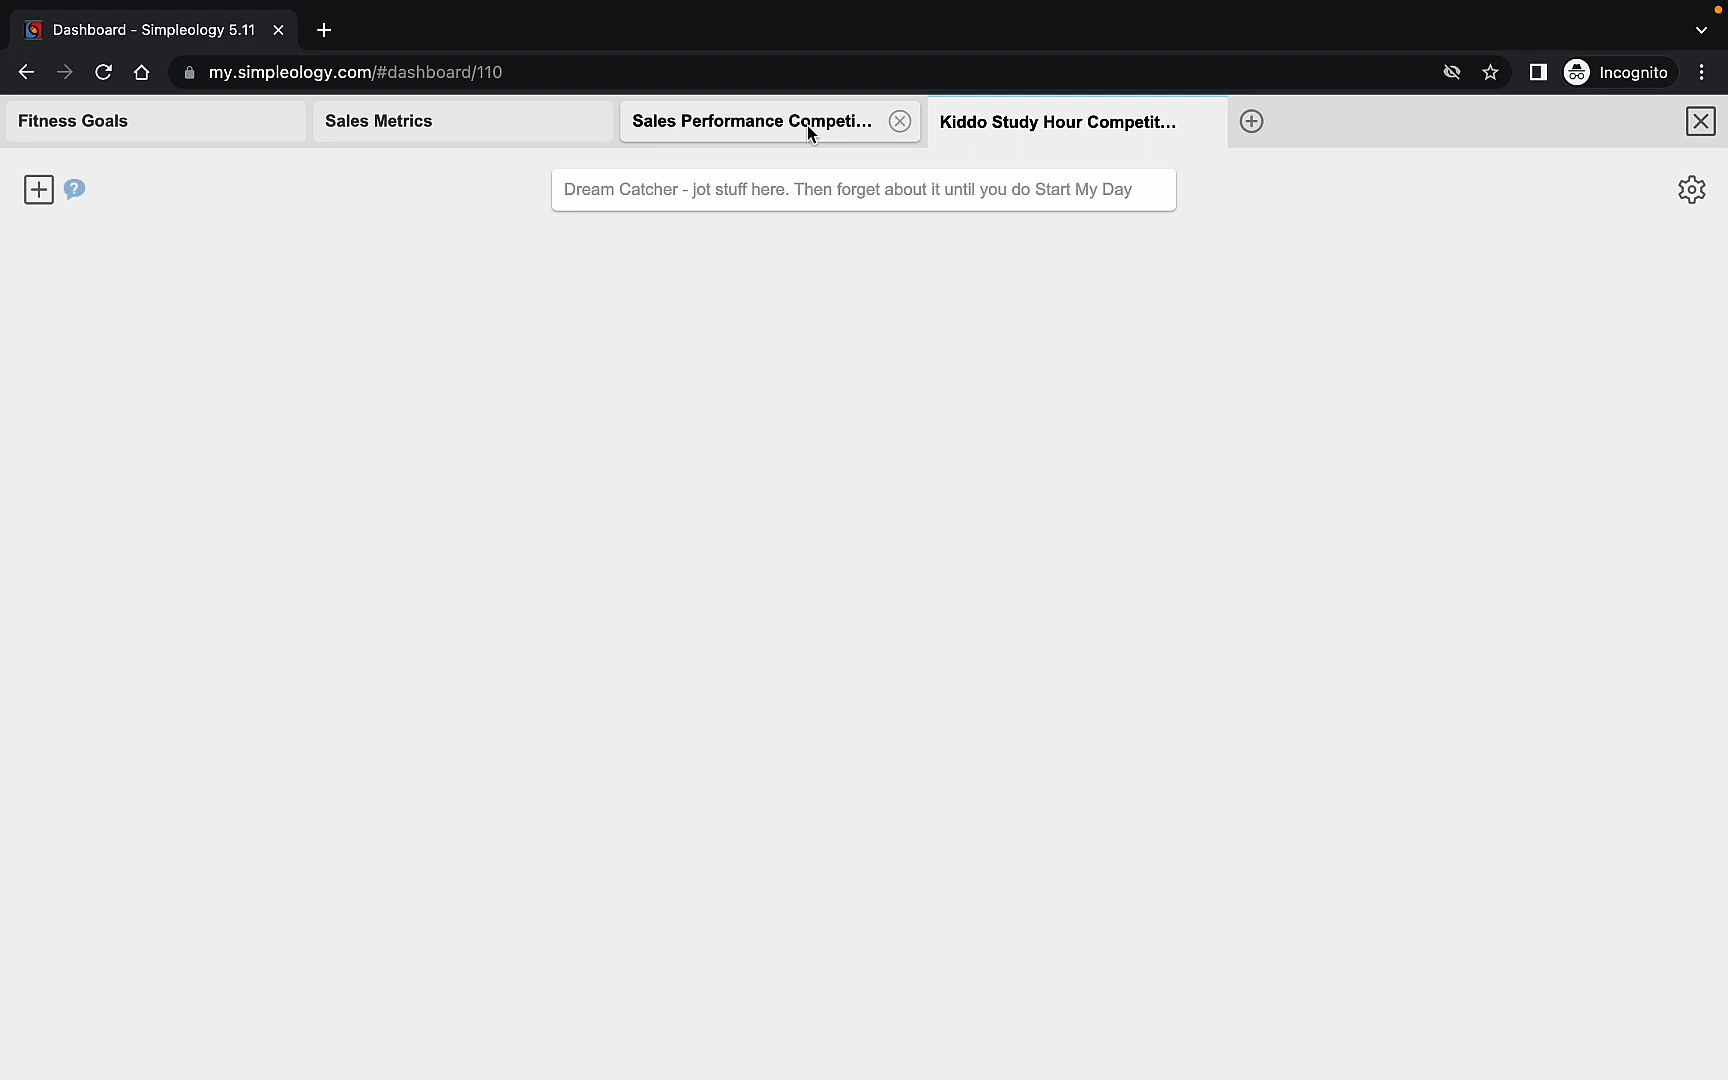 Dashboard - Simpleology 5.11
my.simpleology.com/#dashboard/110
Incognito
Fitness Goals
Sales Metrics
Sales Performance Competi...
Kiddo Study Hour Competit...
Dream Catcher - jot stuff here. Then forget about it until you do Start My Day